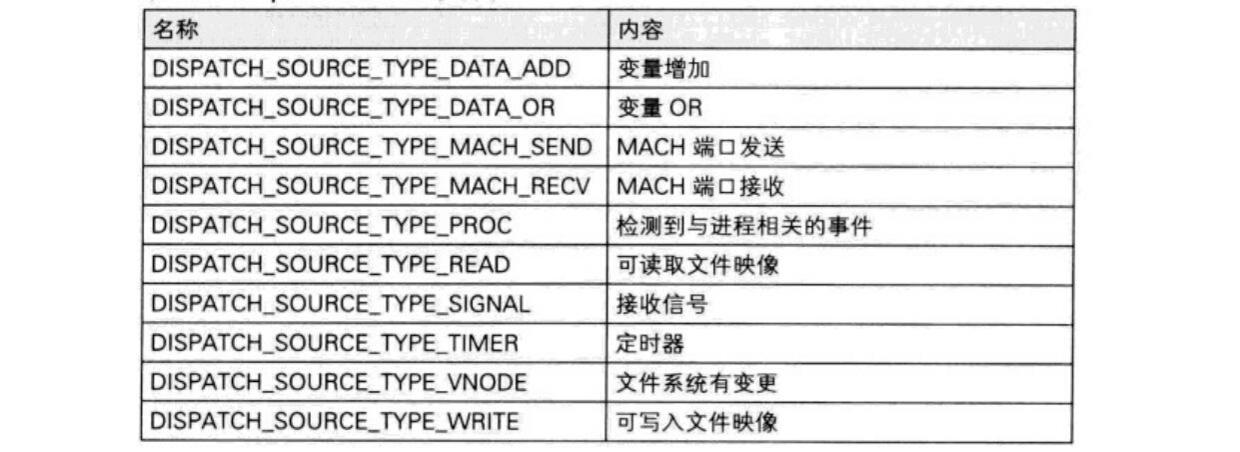 名称 内容
DISPATCH_SOURCE_TYPE_DATA_ADD 变量增加
DISPATCH_SOURCE_TYPE_DATA_OR 变量 OR
DISPATCH_SOURCE_TYPE_MACH_SEND MACH 端口发送
DISPATCH_SOURCE_TYPE_MACH_RECV MACH 端口接收
DISPATCH_SOURCE_TYPE_PROC 检测到与进程相关的事件
DISPATCH_SOURCE_TYPE_READ 可读取文件映像
DISPATCH_SOURCE_TYPE_SIGNAL 接收信号
DISPATCH_SOURCE_TYPE_TIMER 定时器
DISPATCH_SOURCE_TYPE_VNODE 文件系统有变更
DISPATCH_SOURCE_TYPE_WRITE 可写入文件映像